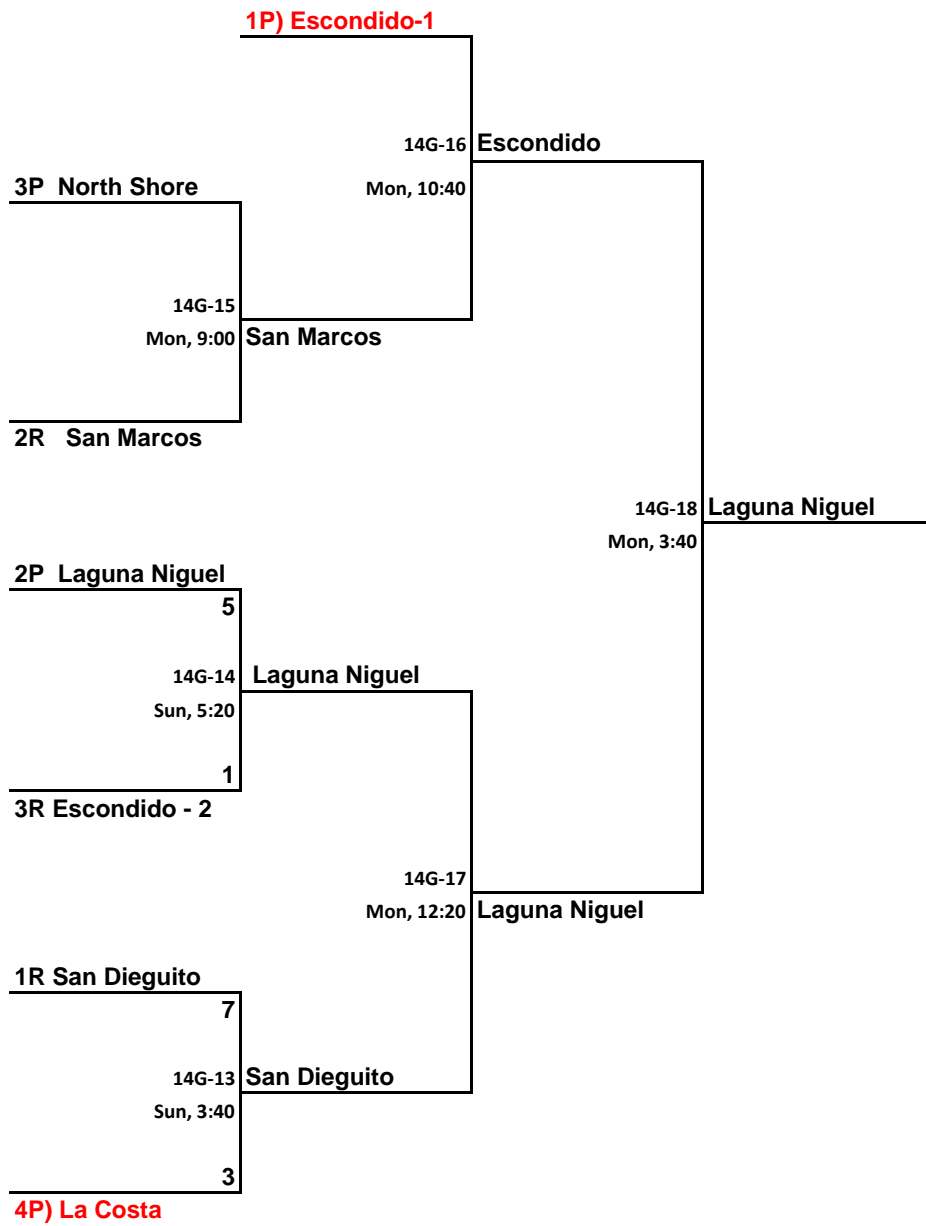 1P) Escondido-1
14G-16 Escondido
3P  North Shore
Mon, 10:40
14G-15
Mon, 9:00 San Marcos
2R   San Marcos
14G-18 Laguna Niguel
Mon, 3:40
2P  Laguna Niguel
5
14G-14 Laguna Niguel
Sun, 5:20
1
3R Escondido - 2
14G-17
Mon, 12:20 Laguna Niguel
1R San Dieguito
7
14G-13 San Dieguito
Sun, 3:40
3
4P) La Costa